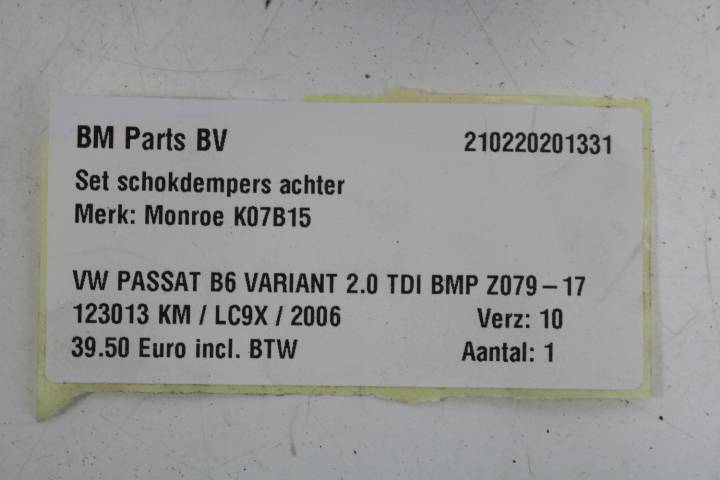 BM Parts BV 210220201331
Set schokdempers achter
Merk: Monroe K07B15
VW PASSAT B6 VARIANT 2.0 TDI BMP Z079-17
123013 KM / LC9X / 2006 Verz: 10
39.50 Euro incl. BTW Aantal: 1